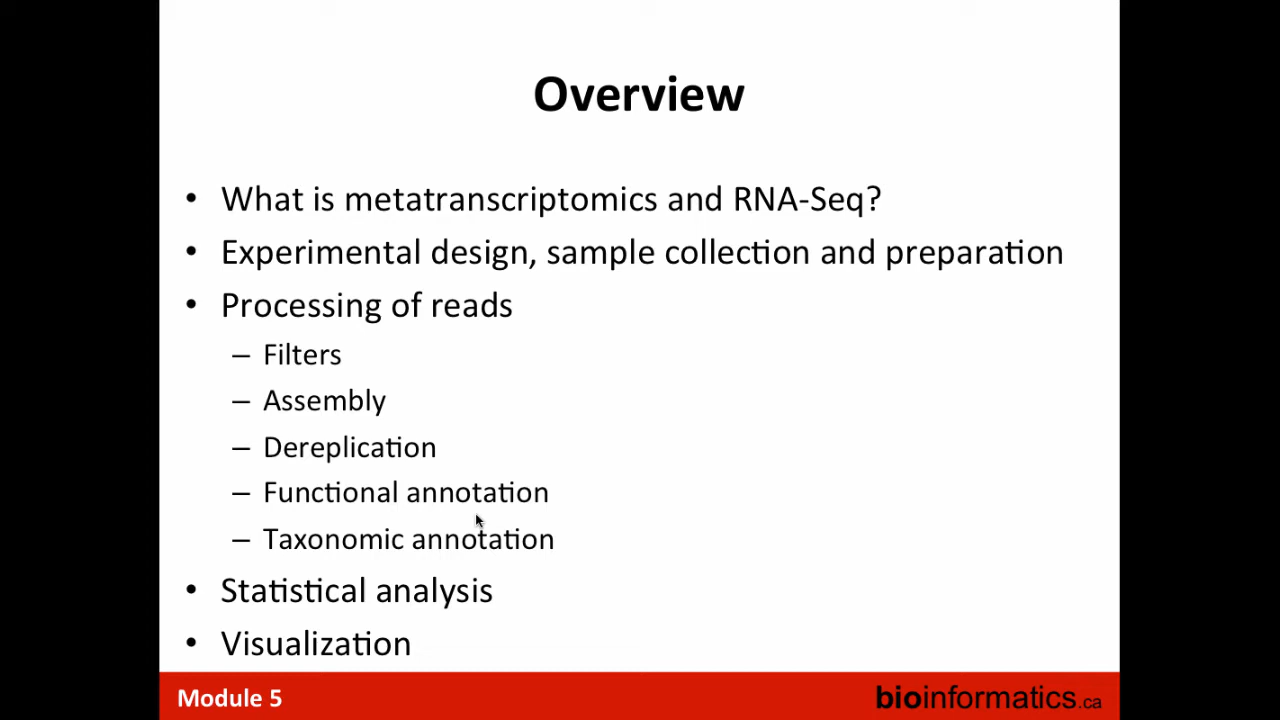 Overview
• What is metatranscriptomics and RNA-Seq?
• Experimental design, sample collection and preparation
• Processing of reads
– Filters
– Assembly
– Dereplication
– Functional annotation
– Taxonomic annotation
• Statistical analysis
• Visualization
Module 5
bioinformatics.ca